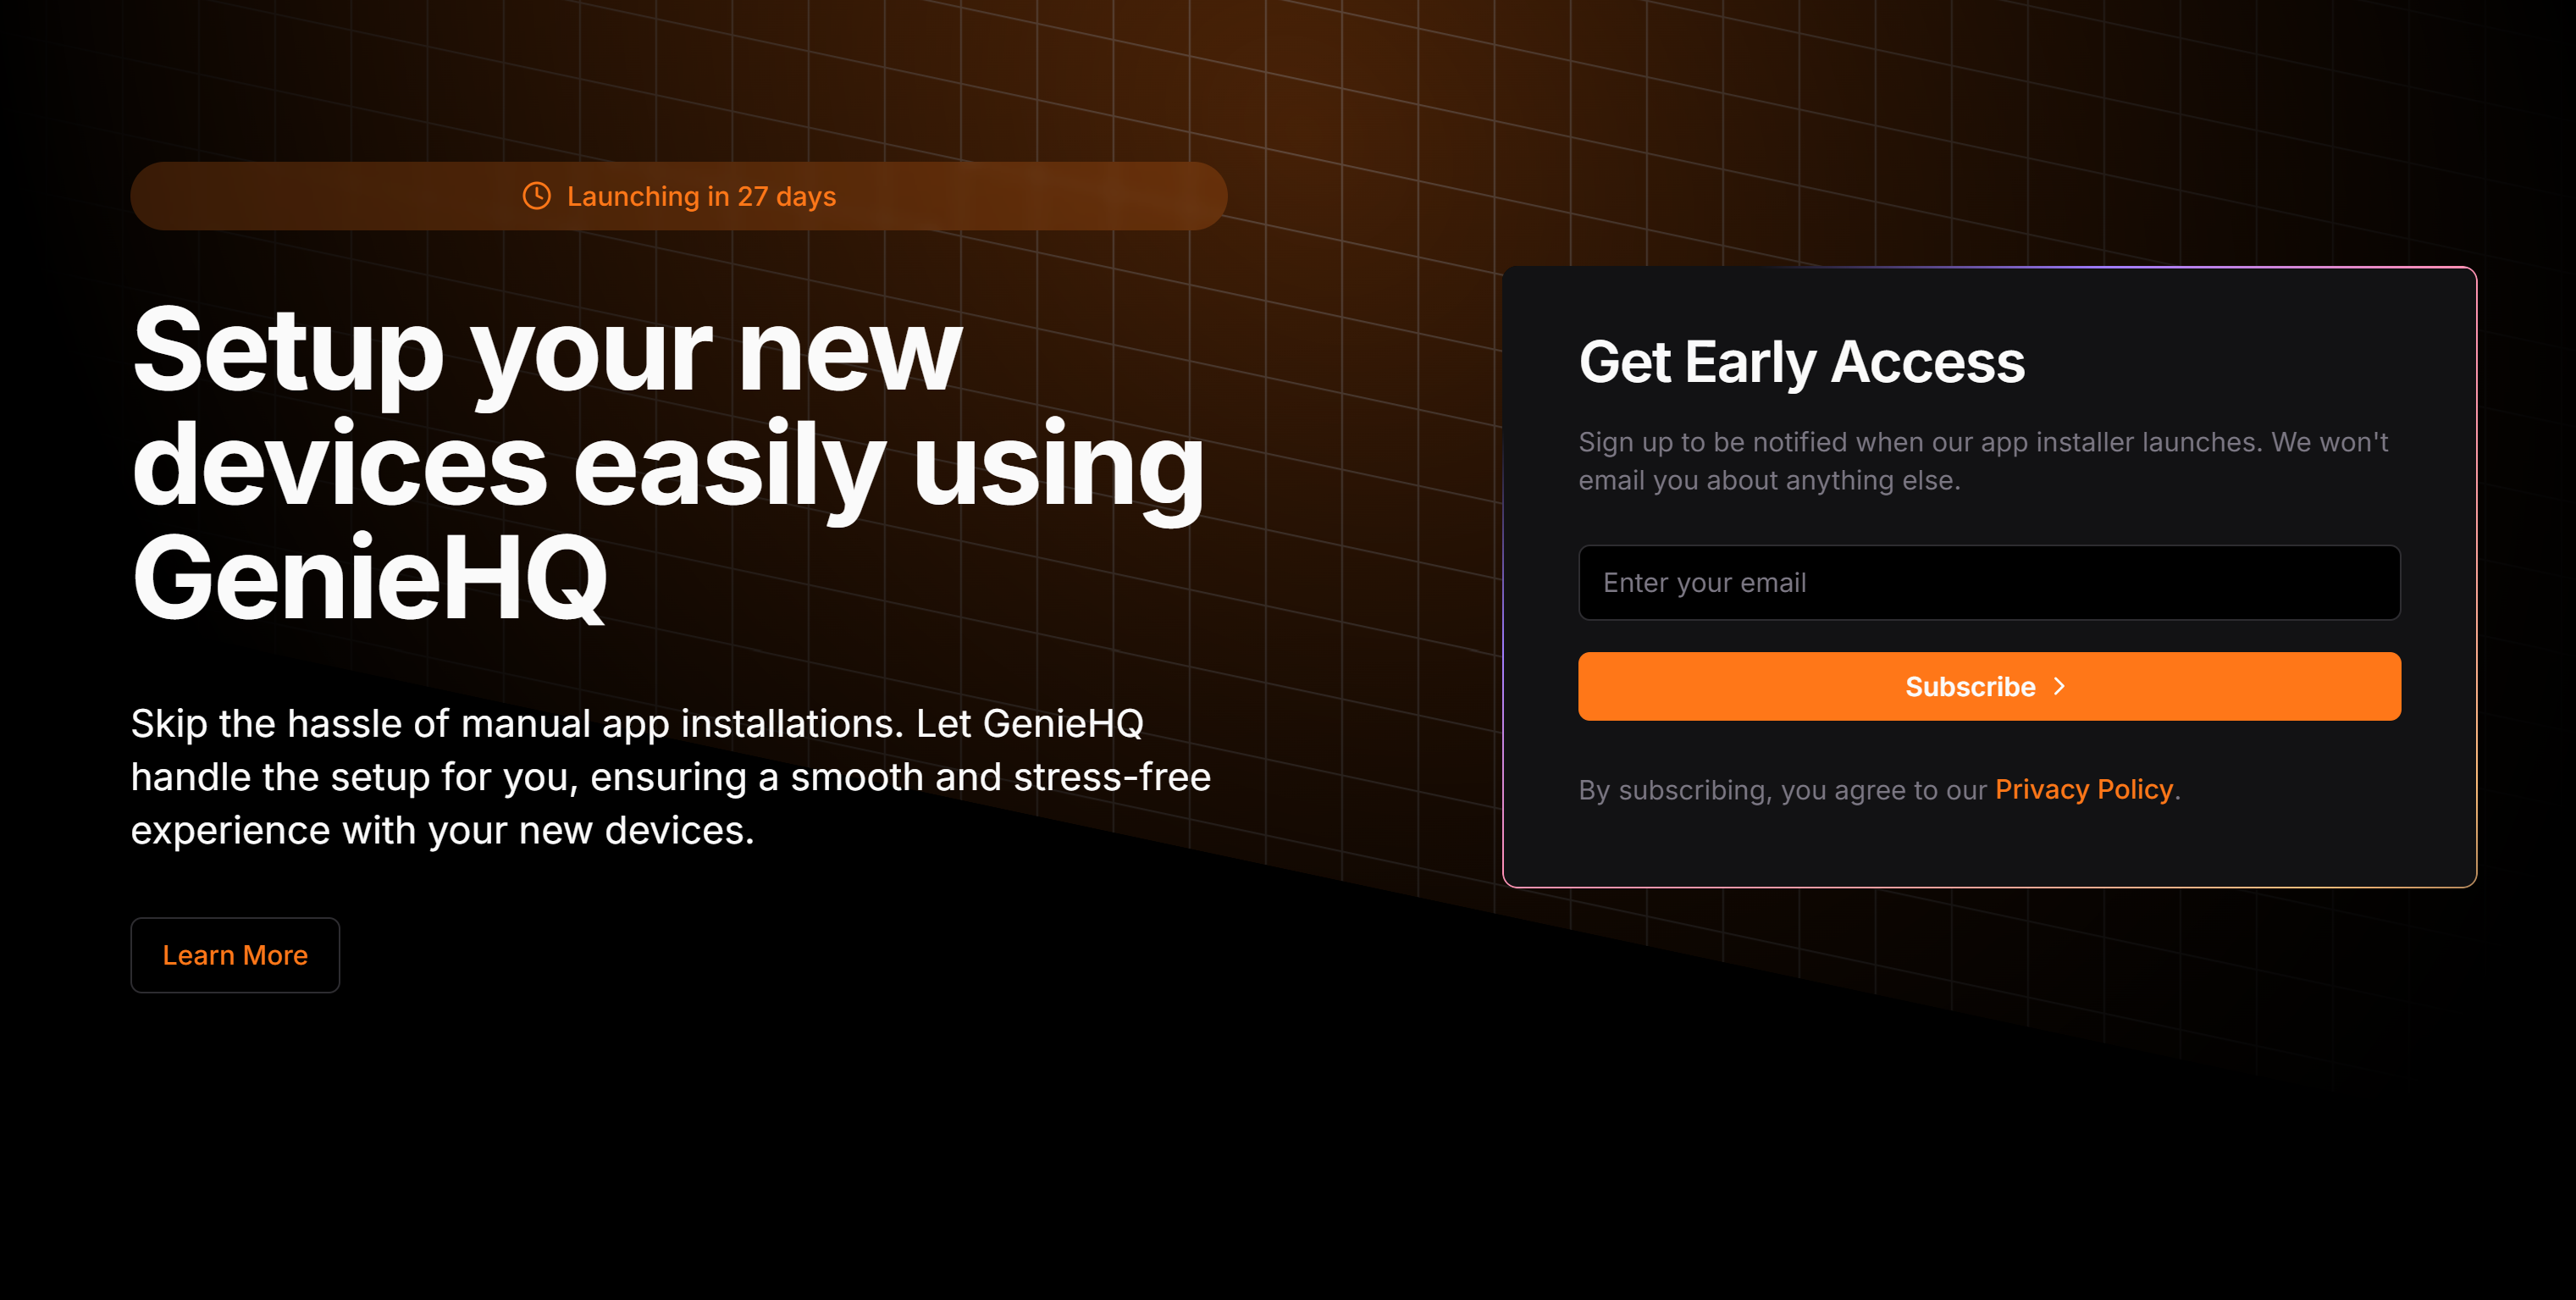 Launching in 27 days
Setup your new
devices easily using
GenieHQ
Skip the hassle of manual app installations. Let GenieHQ
handle the setup for you, ensuring a smooth and stress-free
experience with your new devices.
Learn More
Get Early Access
Sign up to be notified when our app installer launches. We won't
email you about anything else.
Enter your email
Subscribe
By subscribing, you agree to our Privacy Policy.